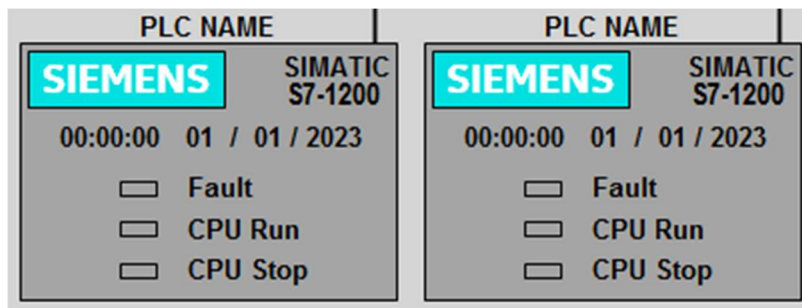 PLC NAME
SIEMENS
SIMATIC
S7-1200
00:00:00 01 / 01 / 2023
Fault
CPU Run
CPU Stop
PLC NAME
SIEMENS
SIMATIC
S7-1200
00:00:00 01 / 01 / 2023
Fault
CPU Run
CPU Stop